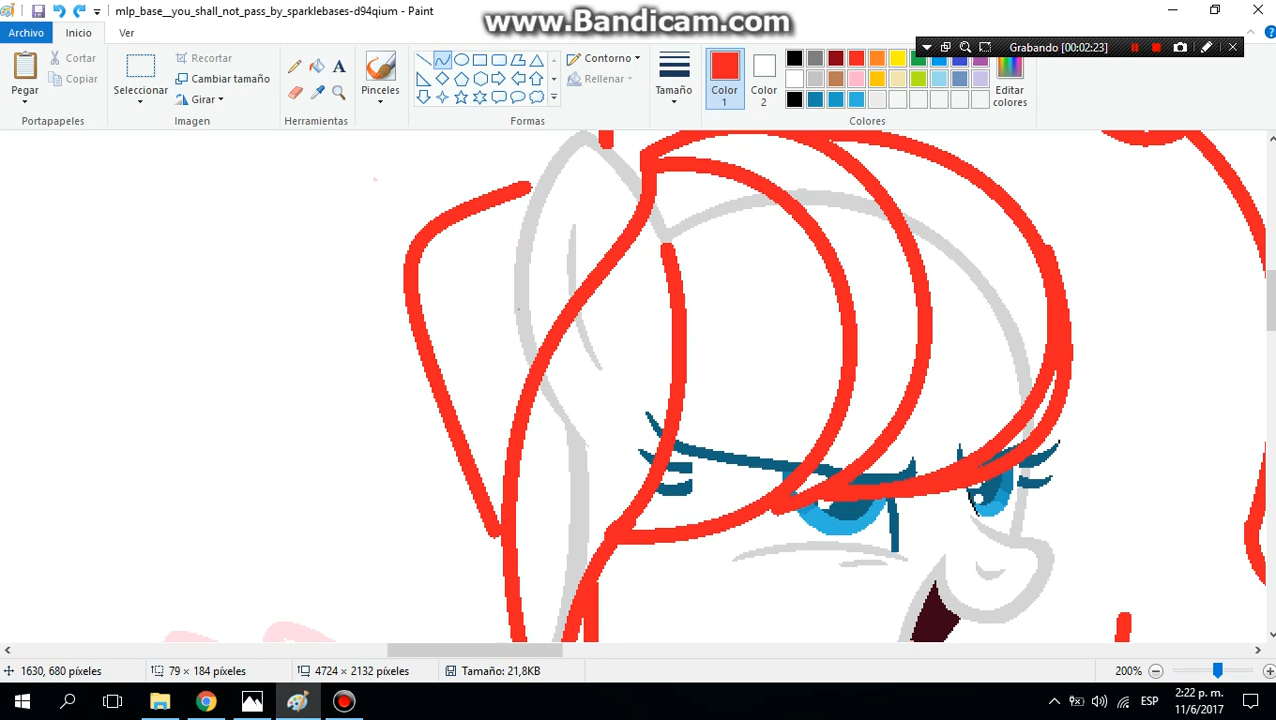 mlp_base__you_shall_not_pass_by_sparklebases-d94qium - Paint
www.Bandicam.com
Archivo
Inicio
Ver
Grabando [00:02:23]
Pegar
Cortar
Copiar
Portapapeles
Seleccionar
Recortar
Cambiar tamaño
Girar
Imagen
A
Herramientas
Pinceles
Contorno
Rellenar
Formas
Tamaño
Color
1
Color
2
Editar
colores
Colores
1630, 680 píxeles
79 × 184 píxeles
4724 × 2132 píxeles
Tamaño: 21,8KB
200%
ESP
2:22 p. m.
11/6/2017